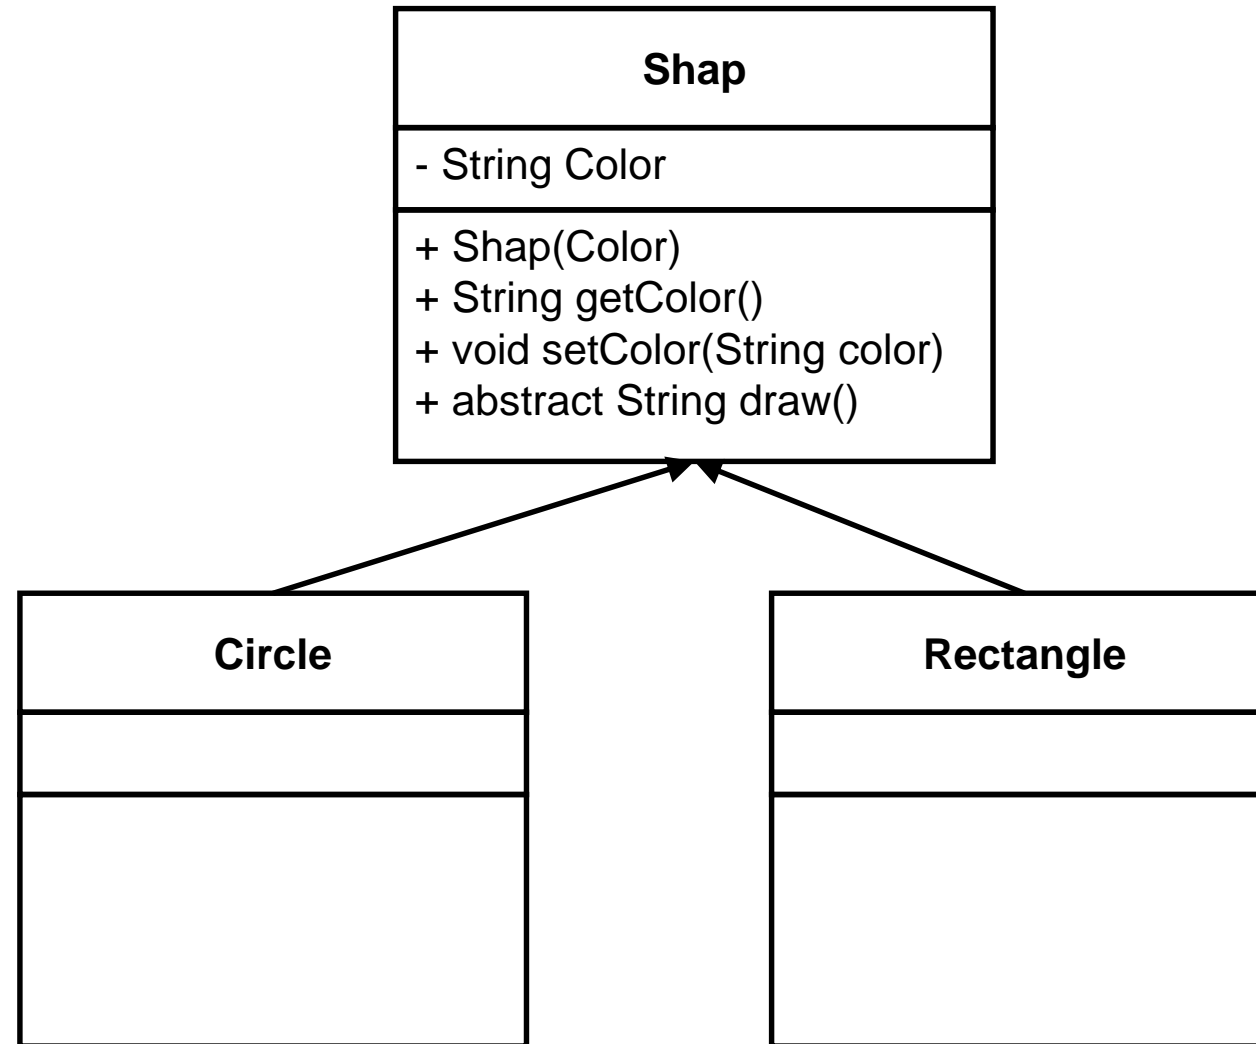 Shap
- String Color
+ Shap(Color)
+ String getColor()
+ void setColor(String color)
+ abstract String draw()
Circle
Rectangle